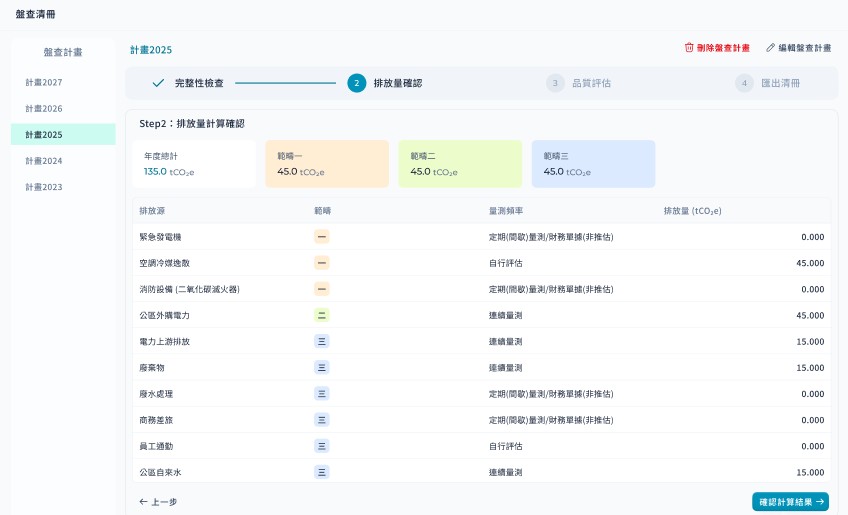 盤查清冊
盤查計畫
計畫2027
計畫2026
計畫2025
計畫2024
計畫2023
計畫2025
刪除盤查計畫
編輯盤查計畫
完整性檢查
2 排放量確認
3 品質評估
4 匯出清冊
Step2：排放量計算確認
年度總計
135.0 tCO₂e
範疇一
45.0 tCO₂e
範疇二
45.0 tCO₂e
範疇三
45.0 tCO₂e
排放源 範疇 量測頻率 排放量 (tCO₂e)
緊急發電機 一 定期(間歇)量測/財務單據(非推估) 0.000
空調冷媒逸散 一 自行評估 45.000
消防設備 (二氧化碳滅火器) 一 定期(間歇)量測/財務單據(非推估) 0.000
公區外購電力 二 連續量測 45.000
電力上游排放 三 連續量測 15.000
廢棄物 三 連續量測 15.000
廢水處理 三 定期(間歇)量測/財務單據(非推估) 0.000
商務差旅 三 定期(間歇)量測/財務單據(非推估) 0.000
員工通勤 三 自行評估 0.000
公區自來水 三 連續量測 15.000
← 上一步
確認計算結果 →